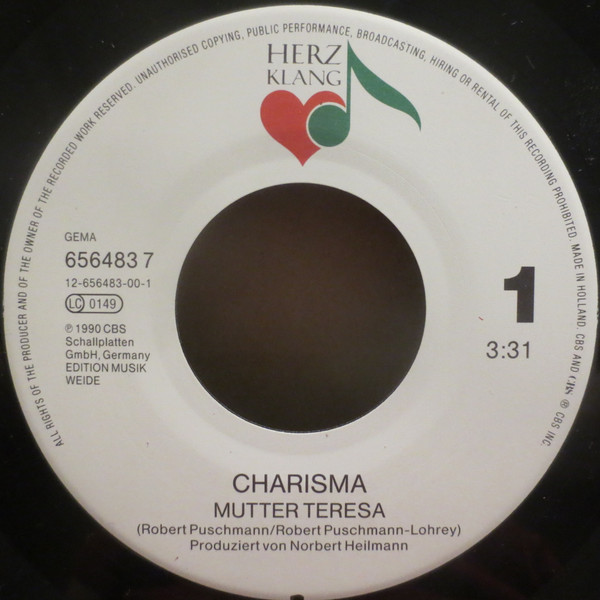 ALL RIGHTS OF THE PRODUCER AND OF THE OWNER OF THE RECORDED WORK RESERVED. UNAUTHORISED COPYING, PUBLIC PERFORMANCE, BROADCASTING, HIRING OR RENTAL OF THIS RECORDING PROHIBITED. MADE IN HOLLAND. CBS AND CBS ® CBS INC.
HERZ
KLANG
GEMA
656483 7
12-656483-00-1
LC 0149
℗ 1990 CBS
Schallplatten
GmbH, Germany
EDITION MUSIK
WEIDE
1
3:31
CHARISMA
MUTTER TERESA
(Robert Puschmann/Robert Puschmann-Lohrey)
Produziert von Norbert Heilmann